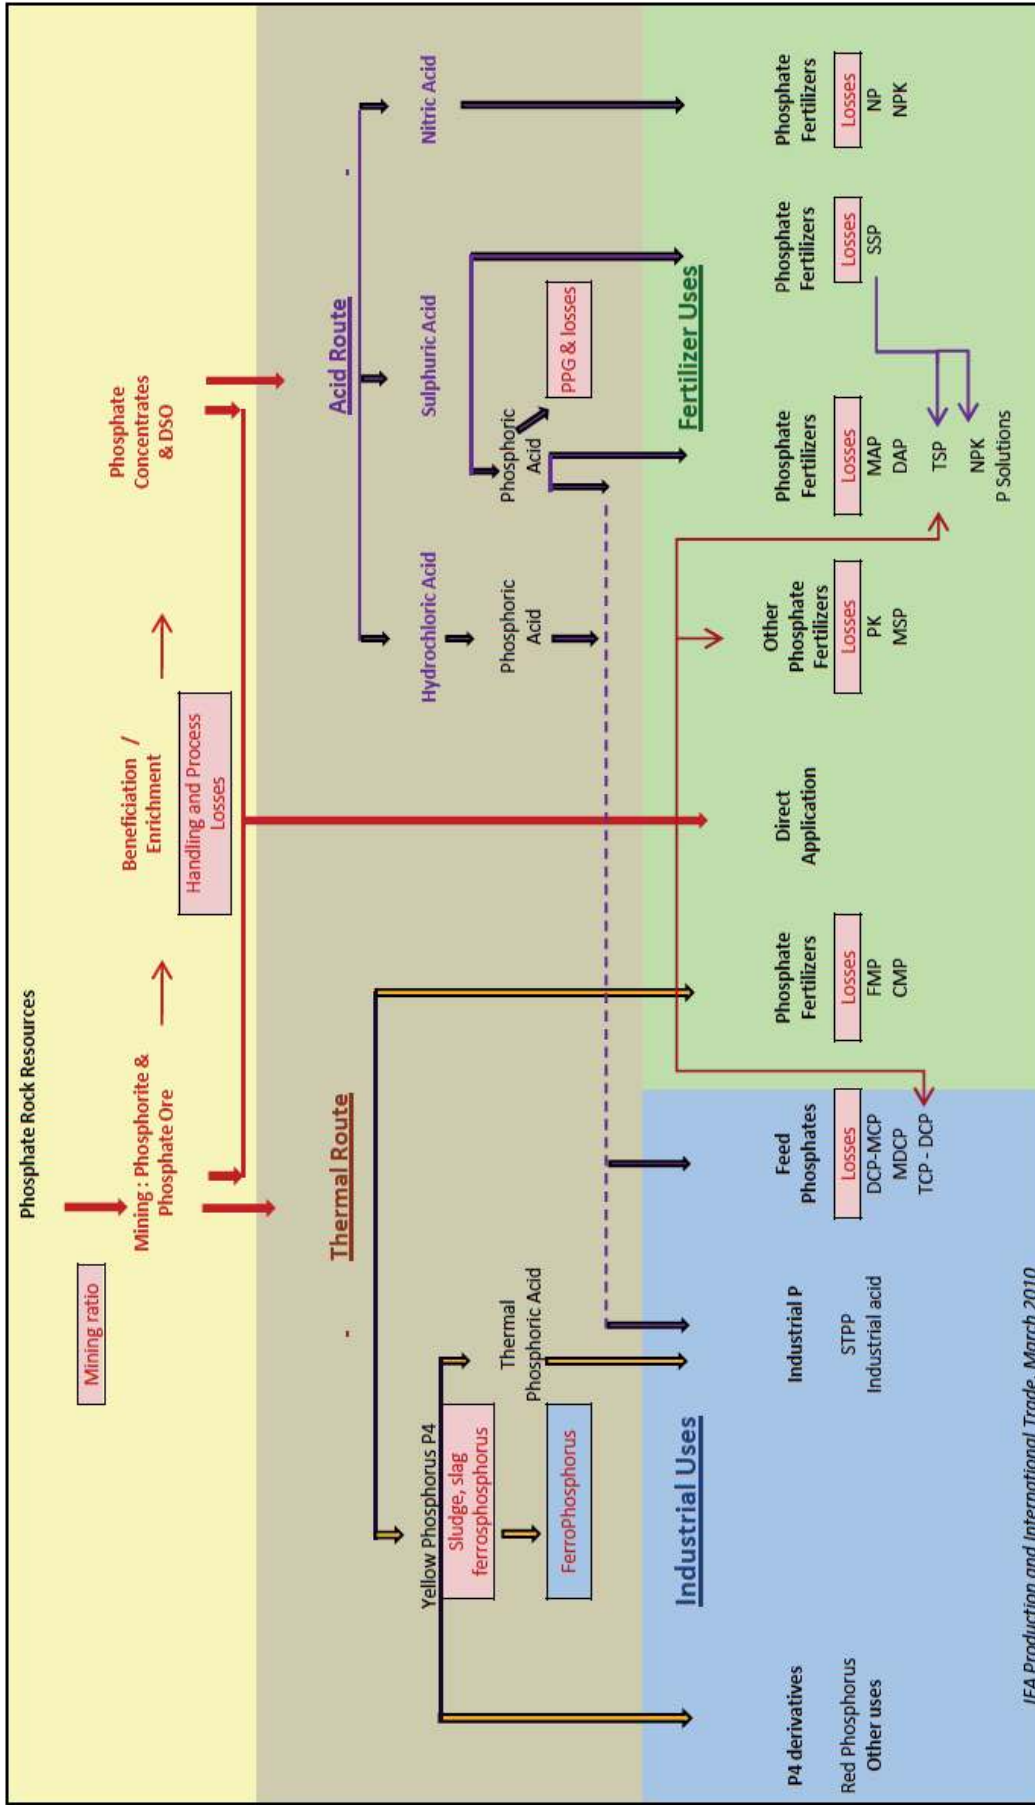 Phosphate Rock Resources
Mining ratio
Mining : Phosphorite &
Phosphate Ore
Beneficiation /
Enrichment
Handling and Process
Losses
Phosphate
Concentrates
& DSO
Thermal Route
-
Acid Route
-
Yellow Phosphorus P4
Sludge, slag
ferrosphosphorus
FerroPhosphorus
Thermal
Phosphoric Acid
Hydrochloric Acid
Phosphoric
Acid
Sulphuric Acid
Phosphoric
Acid
PPG & losses
Nitric Acid
Industrial Uses
Fertilizer Uses
P4 derivatives
Red Phosphorus
Other uses
Industrial P
STPP
Industrial acid
Feed
Phosphates
Losses
DCP-MCP
MDCP
TCP - DCP
Phosphate
Fertilizers
Losses
FMP
CMP
Direct
Application
Other
Phosphate
Fertilizers
Losses
PK
MSP
Phosphate
Fertilizers
Losses
MAP
DAP
TSP
NPK
P Solutions
Phosphate
Fertilizers
Losses
SSP
Phosphate
Fertilizers
Losses
NP
NPK
IFA Production and International Trade, March 2010